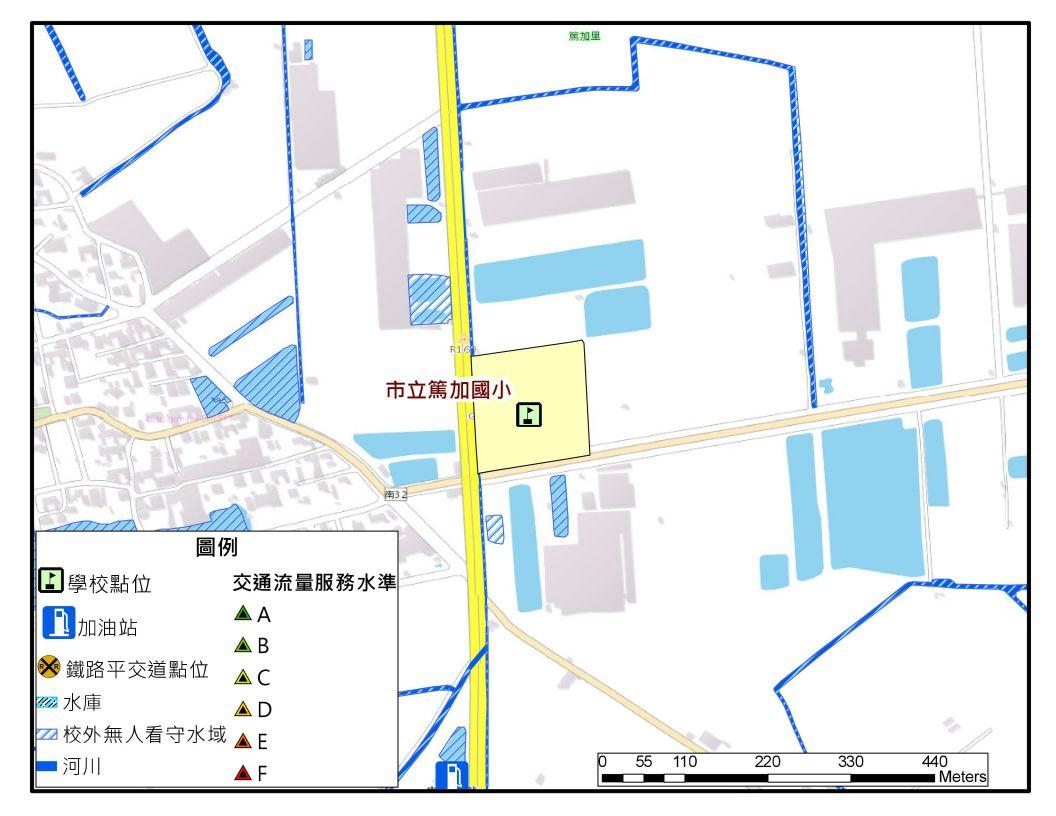 篤加里
R16
市立篤加國小
南32
圖例
學校點位
加油站
鐵路平交道點位
水庫
校外無人看守水域
河川
交通流量服務水準
A
B
C
D
E
F
0 55 110 220 330 440
Meters